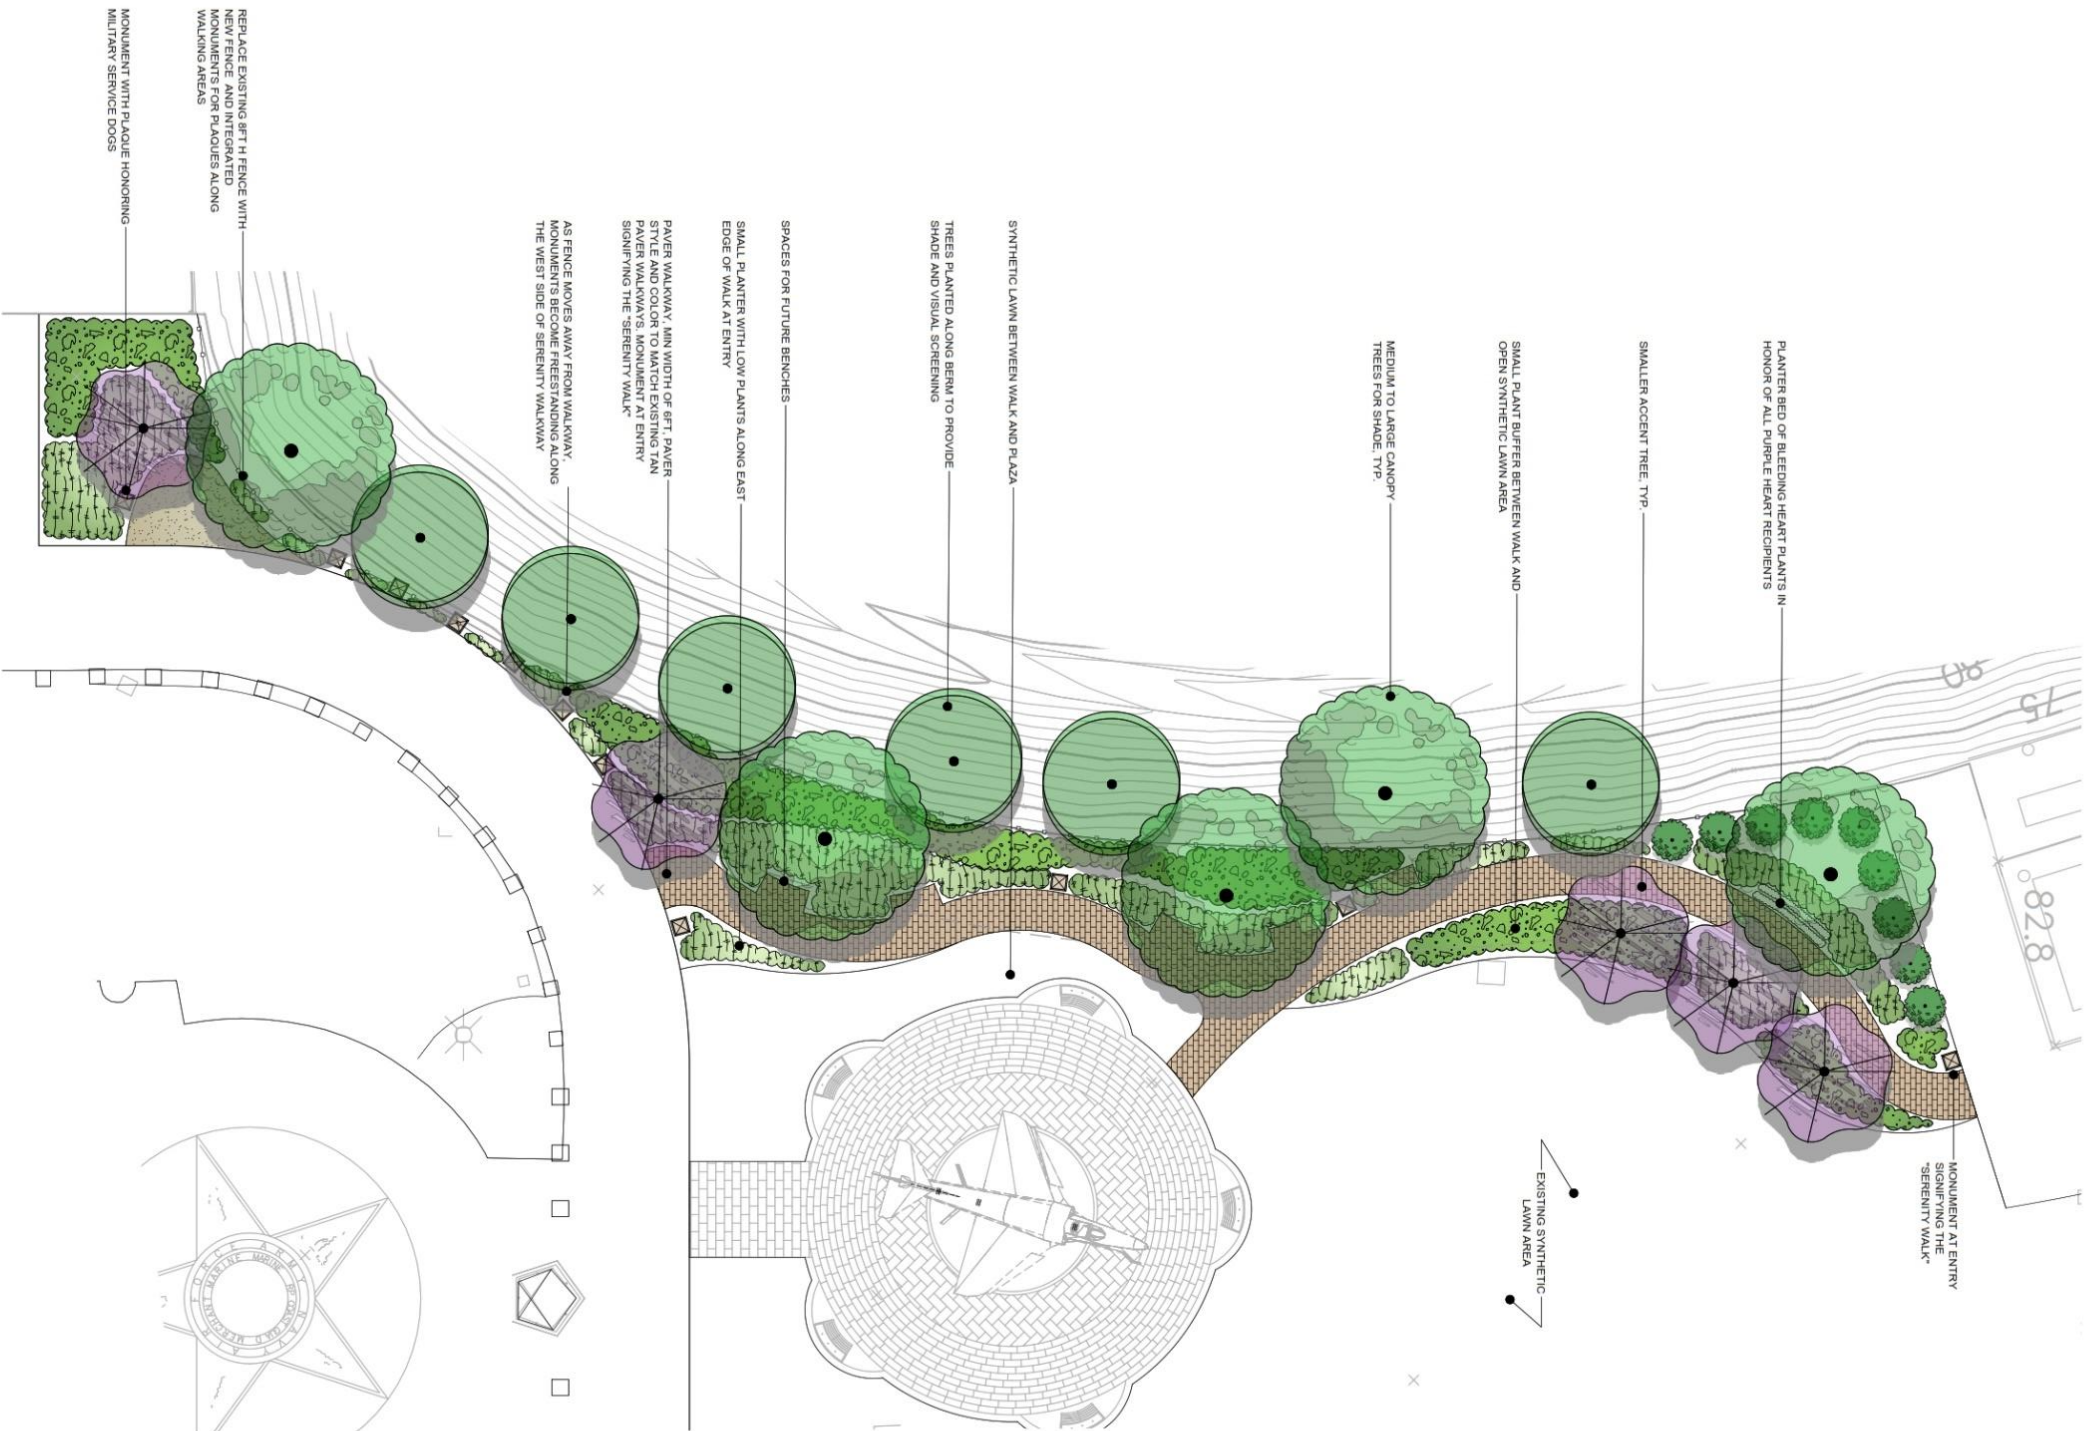 MONUMENT WITH PLAQUE HONORING
MILITARY SERVICE DOGS
REPLACE EXISTING 8FT H FENCE WITH
NEW FENCE AND INTEGRATED
MONUMENTS FOR PLAQUES ALONG
WALKING AREAS
AS FENCE MOVES AWAY FROM WALKWAY,
MONUMENTS BECOME FREESTANDING ALONG
THE WEST SIDE OF SERENITY WALKWAY
PAVER WALKWAY, MIN WIDTH OF 6FT. PAVER
STYLE AND COLOR TO MATCH EXISTING TAN
PAVER WALKWAYS. MONUMENT AT ENTRY
SIGNIFYING THE "SERENITY WALK"
SMALL PLANTER WITH LOW PLANTS ALONG EAST
EDGE OF WALK AT ENTRY
SPACES FOR FUTURE BENCHES
TREES PLANTED ALONG BERM TO PROVIDE
SHADE AND VISUAL SCREENING
SYNTHETIC LAWN BETWEEN WALK AND PLAZA
MEDIUM TO LARGE CANOPY
TREES FOR SHADE, TYP.
SMALL PLANT BUFFER BETWEEN WALK AND
OPEN SYNTHETIC LAWN AREA
SMALLER ACCENT TREE, TYP.
PLANTER BED OF BLEEDING HEART PLANTS IN
HONOR OF ALL PURPLE HEART RECIPIENTS
80
75
82.8
MONUMENT AT ENTRY
SIGNIFYING THE
"SERENITY WALK"
EXISTING SYNTHETIC
LAWN AREA
ARMY NAVY AIR FORCE
MERCHANT MARINE